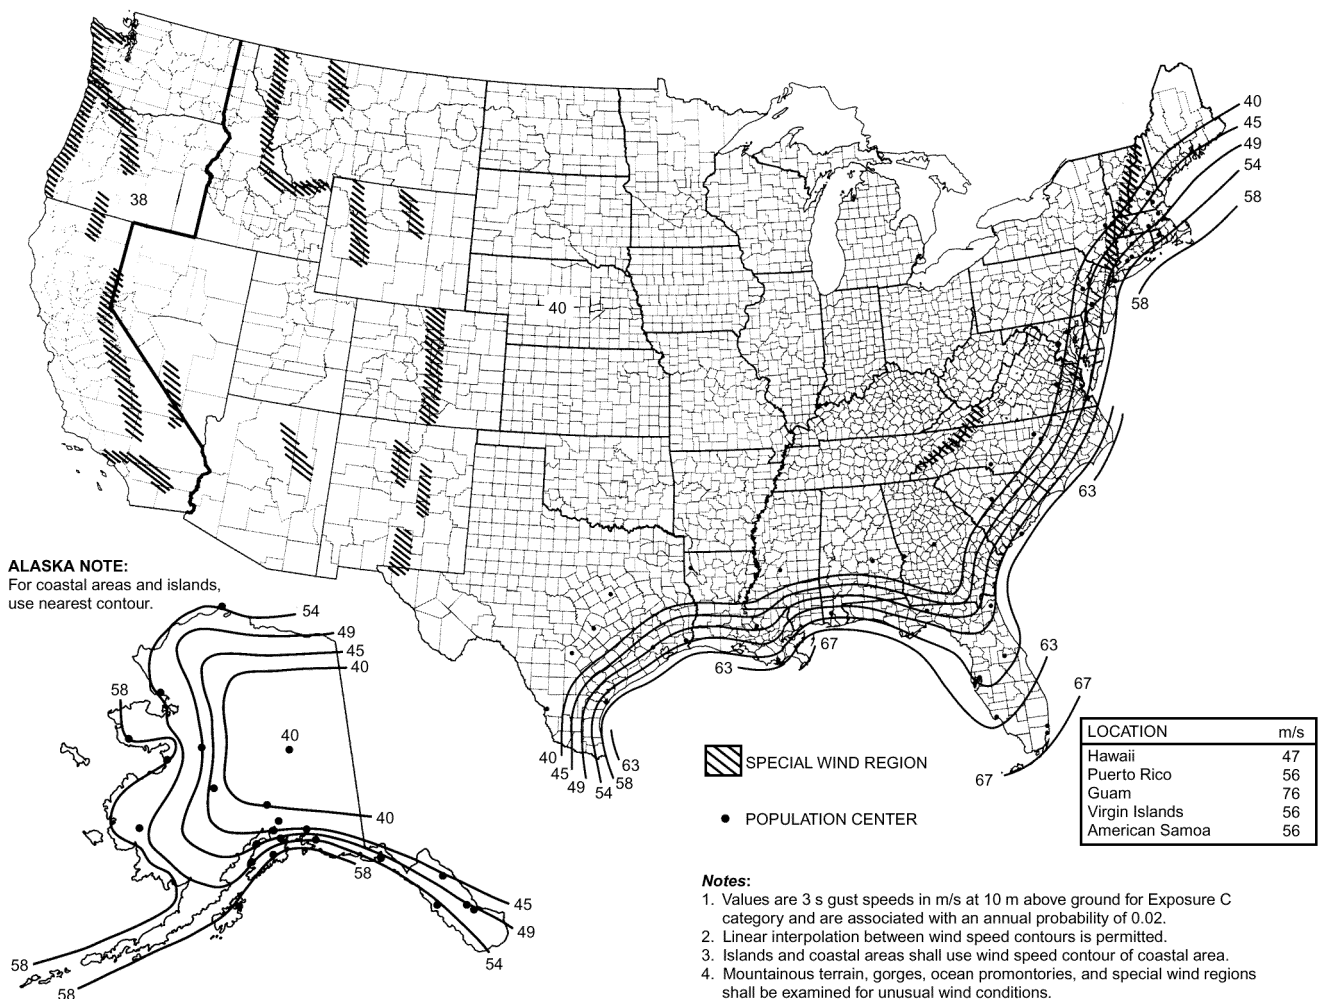 40
45
49
54
58
38
58
40
63
ALASKA NOTE:
For coastal areas and islands,
use nearest contour.
54
49
45
40
67
63
63
67
58
40
40
45
49
54
58
63
67
40
58
45
49
54
58
58
SPECIAL WIND REGION
POPULATION CENTER
LOCATION m/s
Hawaii 47
Puerto Rico 56
Guam 76
Virgin Islands 56
American Samoa 56
Notes:
1. Values are 3 s gust speeds in m/s at 10 m above ground for Exposure C
category and are associated with an annual probability of 0.02.
2. Linear interpolation between wind speed contours is permitted.
3. Islands and coastal areas shall use wind speed contour of coastal area.
4. Mountainous terrain, gorges, ocean promontories, and special wind regions
shall be examined for unusual wind conditions.